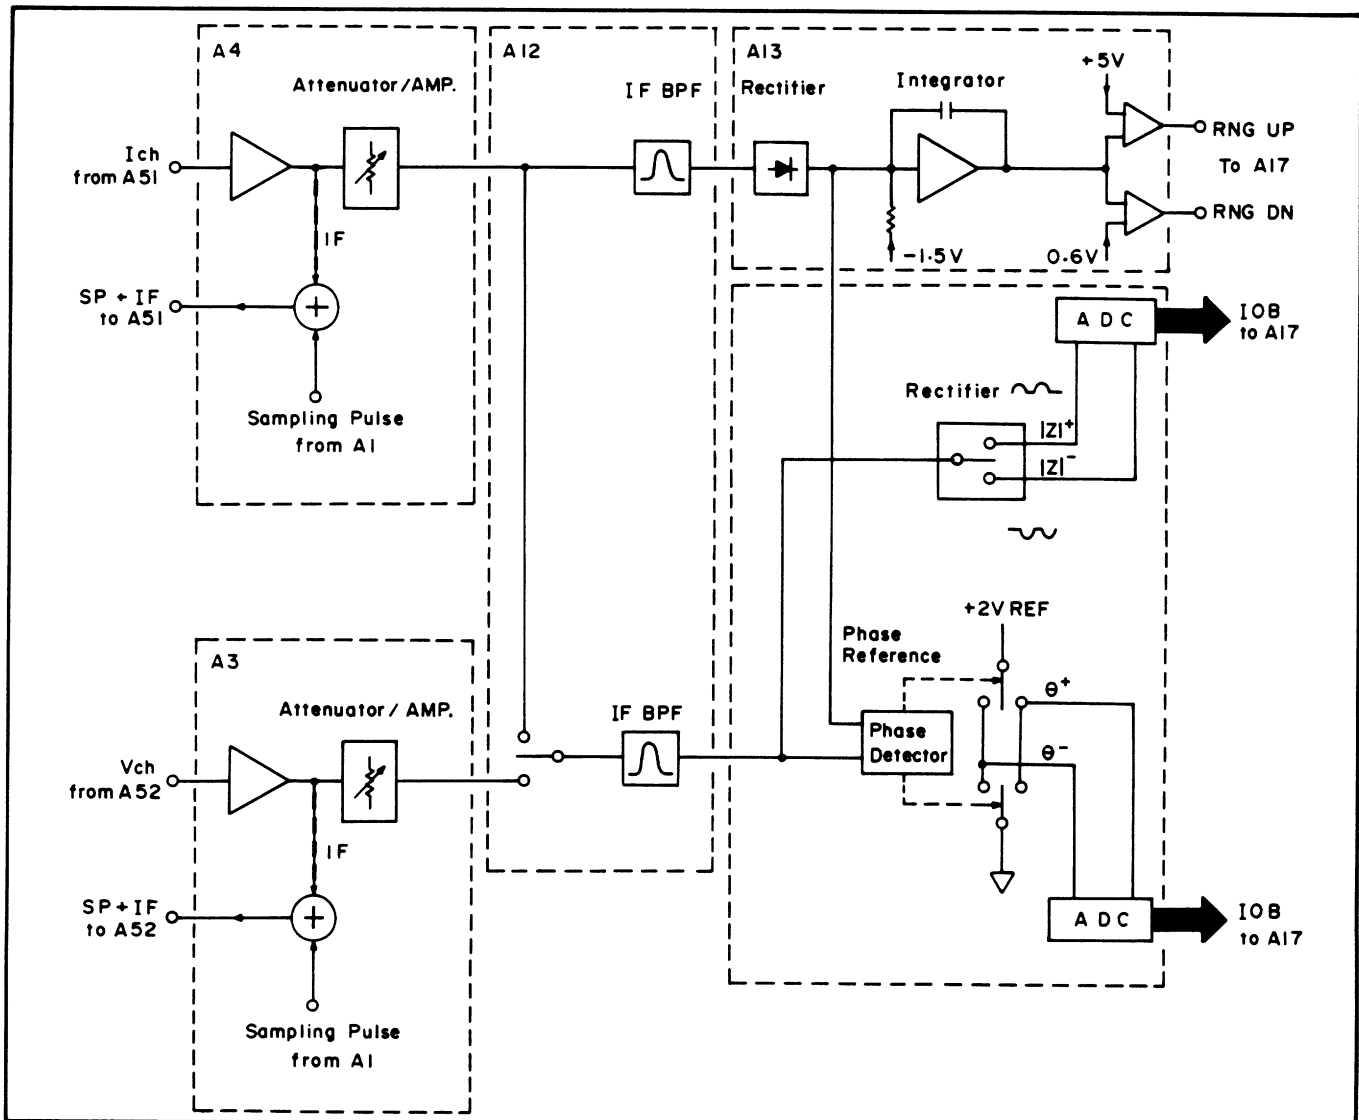 A4
Attenuator/AMP.
Ich
from A51
IF
SP + IF
to A51
Sampling Pulse
from A1
A12
IF BPF
A13
Rectifier
Integrator
+5V
-1.5V
0.6V
RNG UP
To A17
RNG DN
ADC
IOB
to A17
Rectifier
|Z|+
|Z|-
A3
Attenuator/ AMP.
Vch
from A52
IF
SP+IF
to A52
Sampling Pulse
from A1
IF BPF
+2V REF
Phase
Reference
Phase
Detector
θ+
θ-
ADC
IOB
to A17